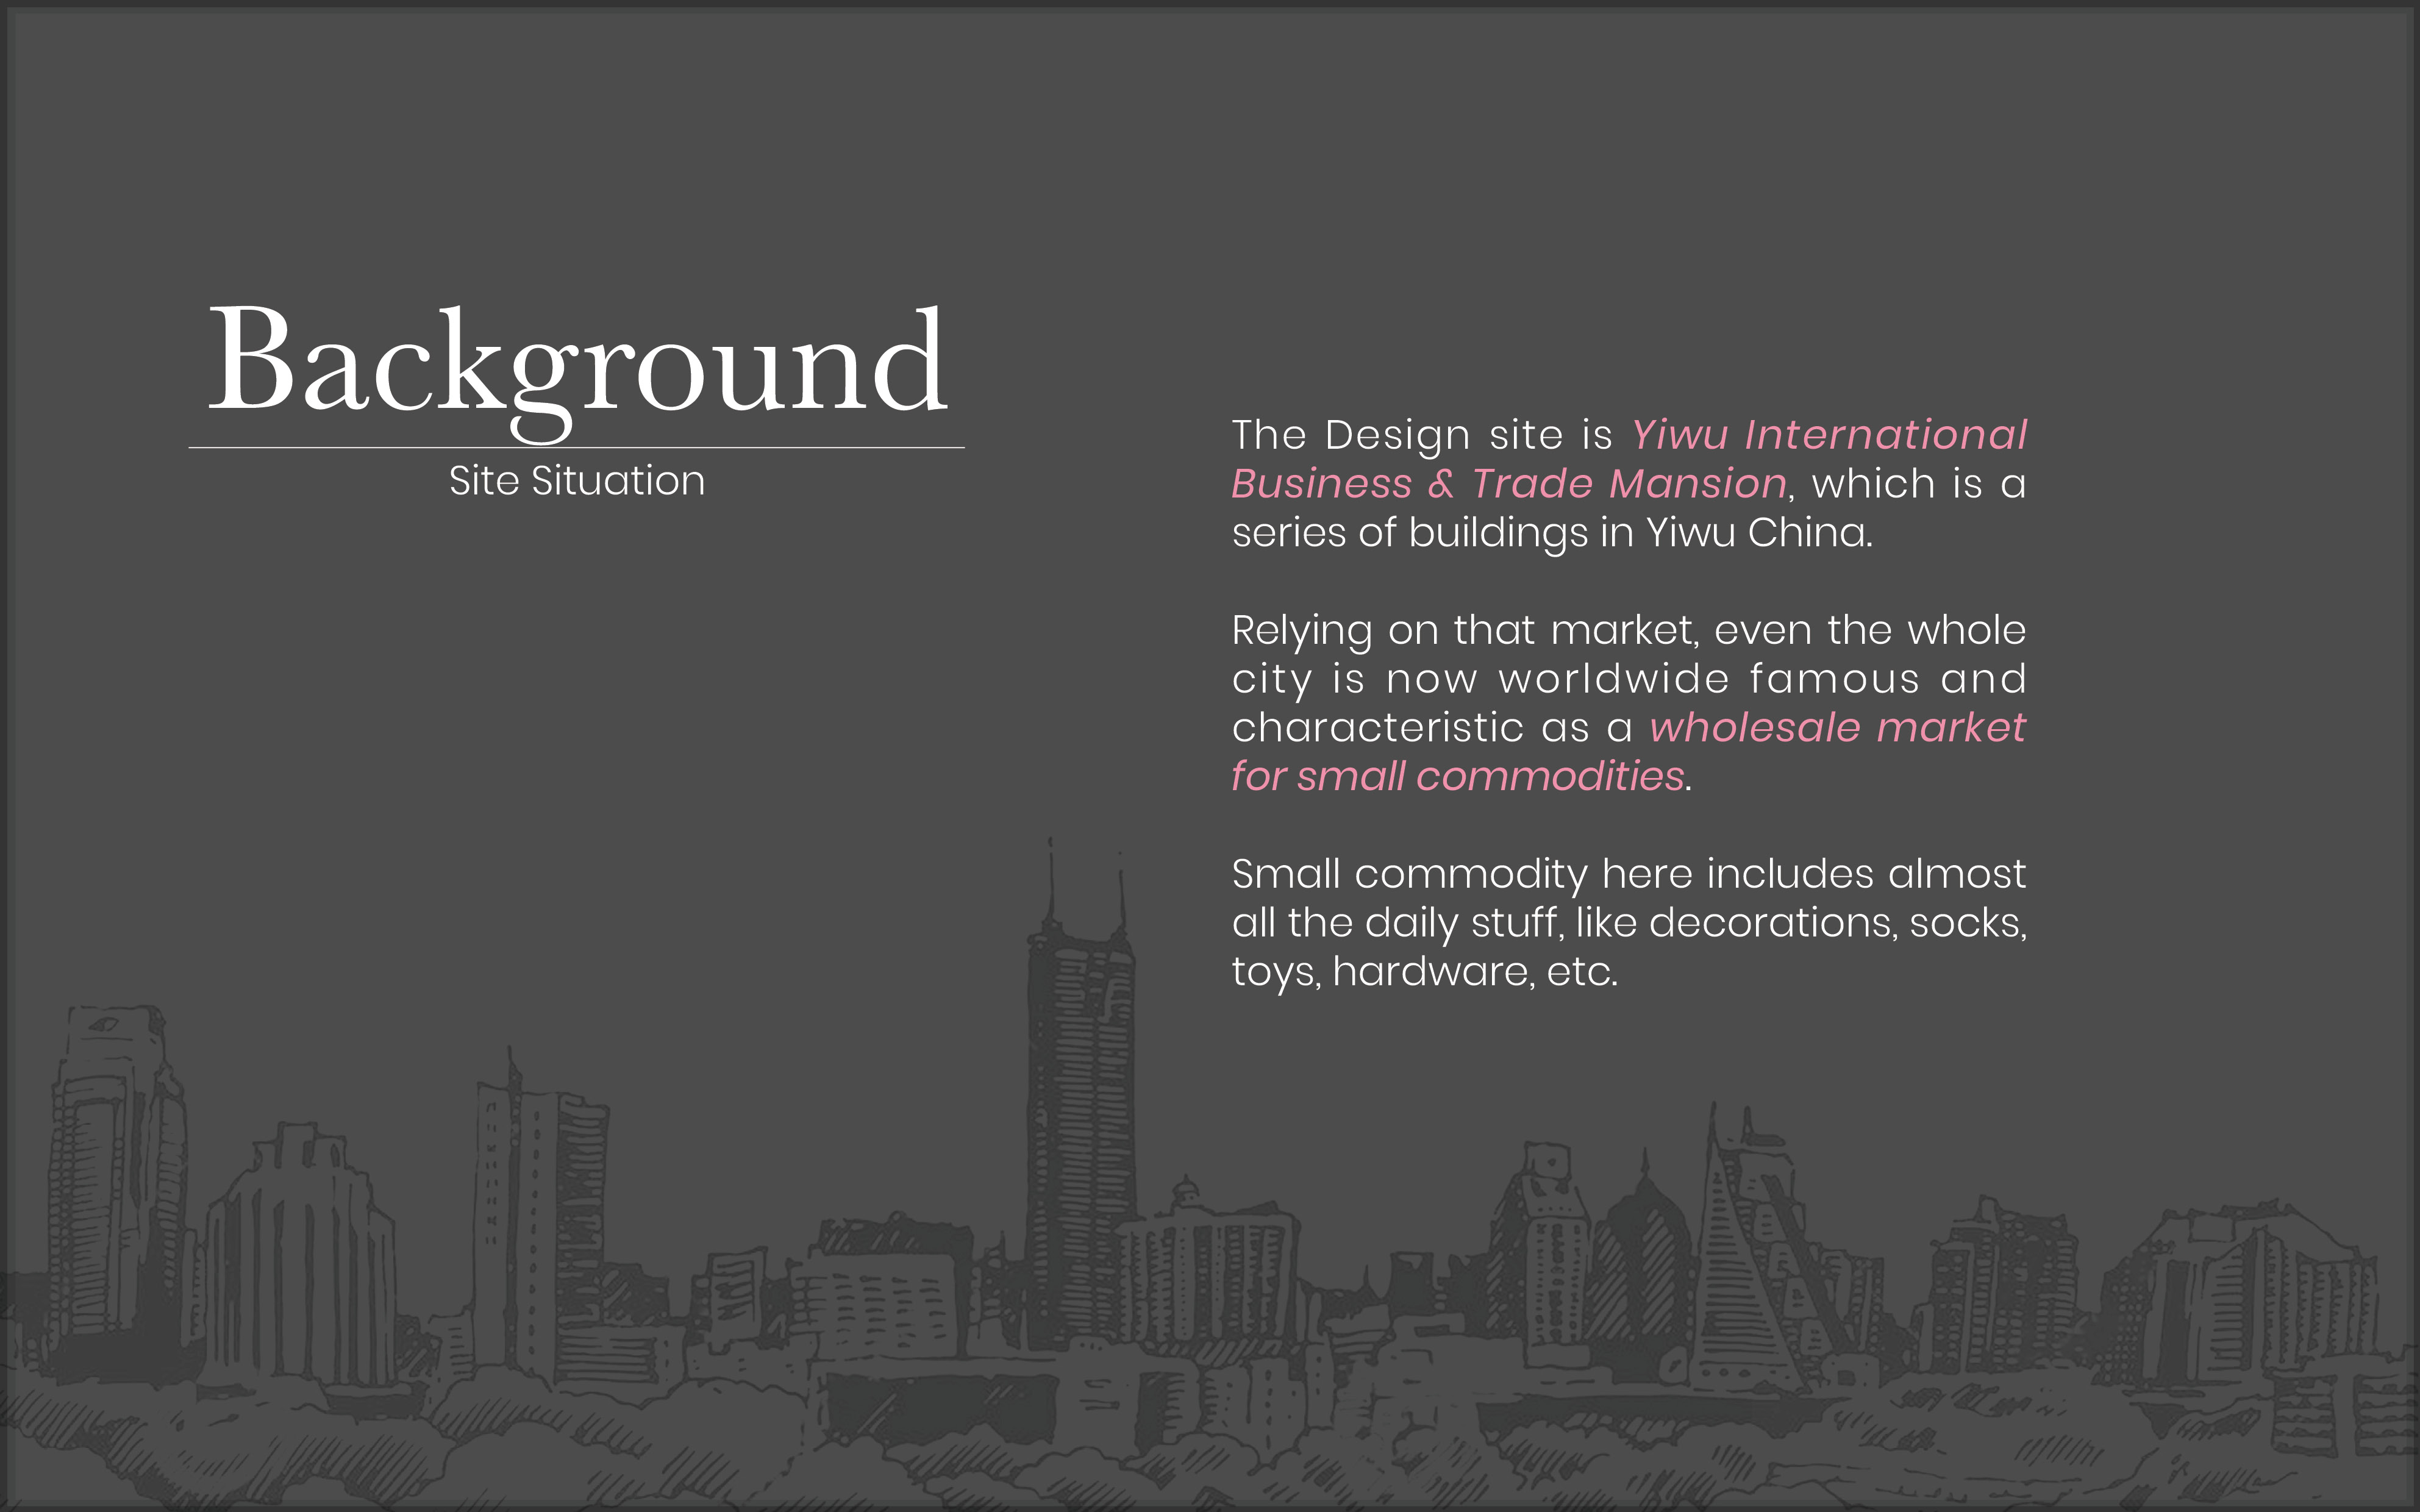 Background
Site Situation
The Design site is Yiwu International
Business & Trade Mansion, which is a
series of buildings in Yiwu China.
Relying on that market, even the whole
city is now worldwide famous and
characteristic as a wholesale market
for small commodities.
Small commodity here includes almost
all the daily stuff, like decorations, socks,
toys, hardware, etc.